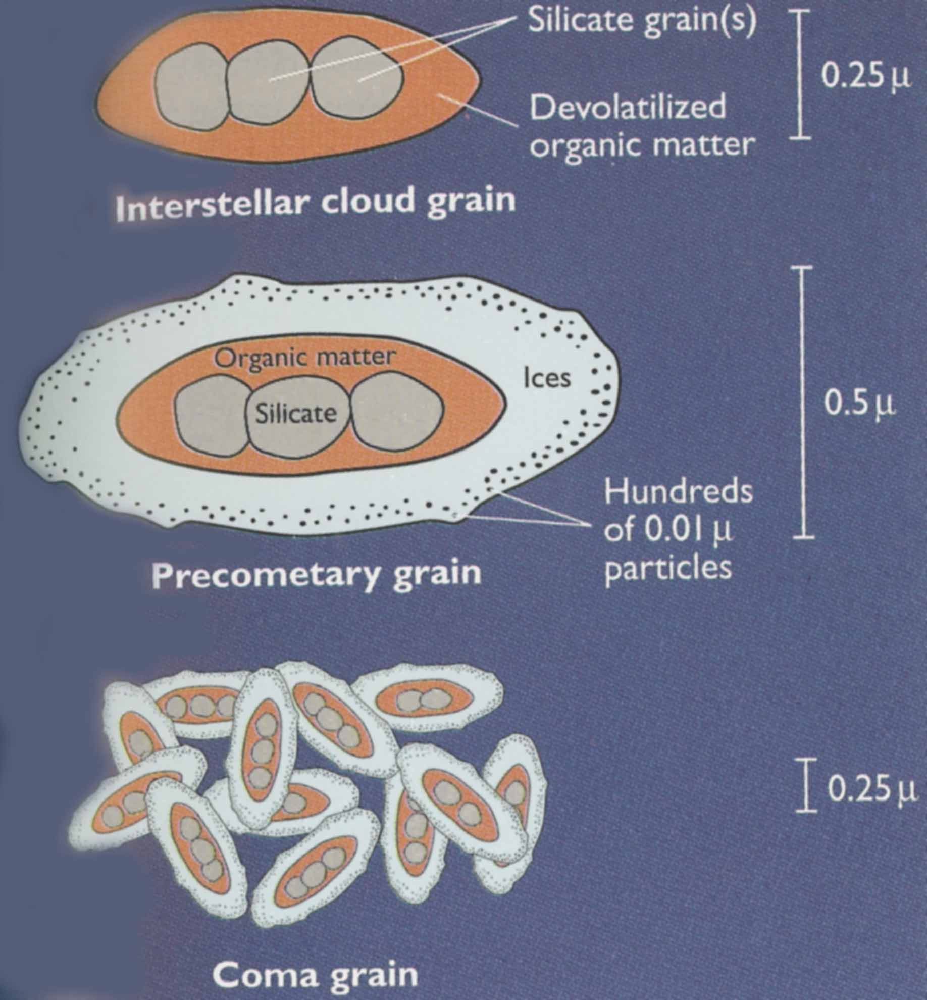 Silicate grain(s)
0.25 μ
Devolatilized
organic matter
Interstellar cloud grain
Organic matter
Silicate
Ices
0.5 μ
Hundreds
of 0.01 μ
particles
Precometary grain
0.25 μ
Coma grain